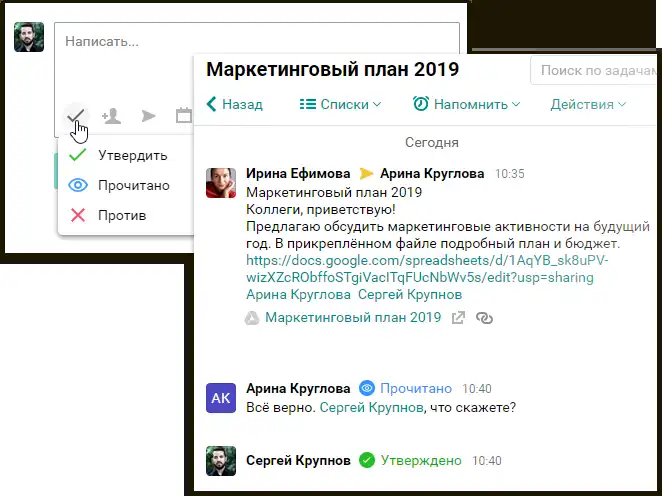 Написать...
Утвердить
Прочитано
Против
Маркетинговый план 2019
Поиск по задачам
Назад
Списки
Напомнить
Действия
Сегодня
Ирина Ефимова Арина Круглова 10:35
Маркетинговый план 2019
Коллеги, приветствую!
Предлагаю обсудить маркетинговые активности на будущий
год. В прикреплённом файле подробный план и бюджет.
https://docs.google.com/spreadsheets/d/1AqYB_sk8uPV-
wizXZcRObffoSTgiVacITqFUcNbWv5s/edit?usp=sharing
Арина Круглова Сергей Крупнов
Маркетинговый план 2019
АК
Арина Круглова Прочитано 10:40
Всё верно. Сергей Крупнов, что скажете?
Сергей Крупнов Утверждено 10:40